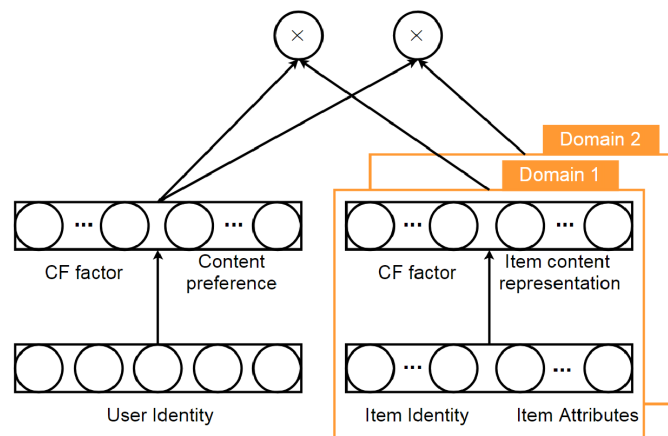 × ×
Domain 2
Domain 1
... ... ... ...
CF factor Content preference CF factor Item content representation
... ...
User Identity Item Identity Item Attributes